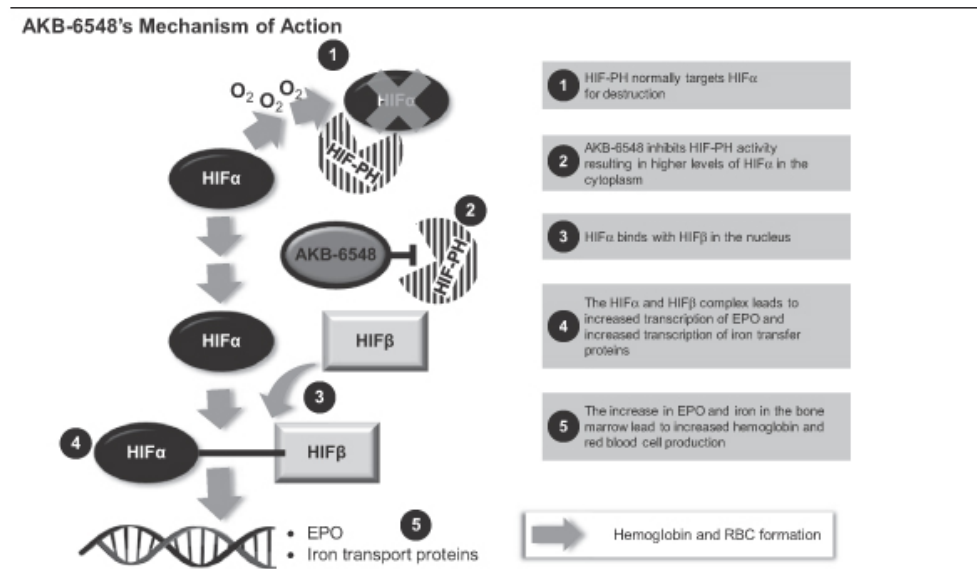 AKB-6548's Mechanism of Action
1
O2 O2 O2
HIFα
HIF-PH
HIFα
2
AKB-6548
HIF-PH
HIFα
HIFβ
3
4
HIFα
HIFβ
• EPO
5
• Iron transport proteins
1
HIF-PH normally targets HIFα
for destruction
2
AKB-6548 inhibits HIF-PH activity
resulting in higher levels of HIFα in the
cytoplasm
3
HIFα binds with HIFβ in the nucleus
4
The HIFα and HIFβ complex leads to
increased transcription of EPO and
increased transcription of iron transfer
proteins
5
The increase in EPO and iron in the bone
marrow lead to increased hemoglobin and
red blood cell production
Hemoglobin and RBC formation